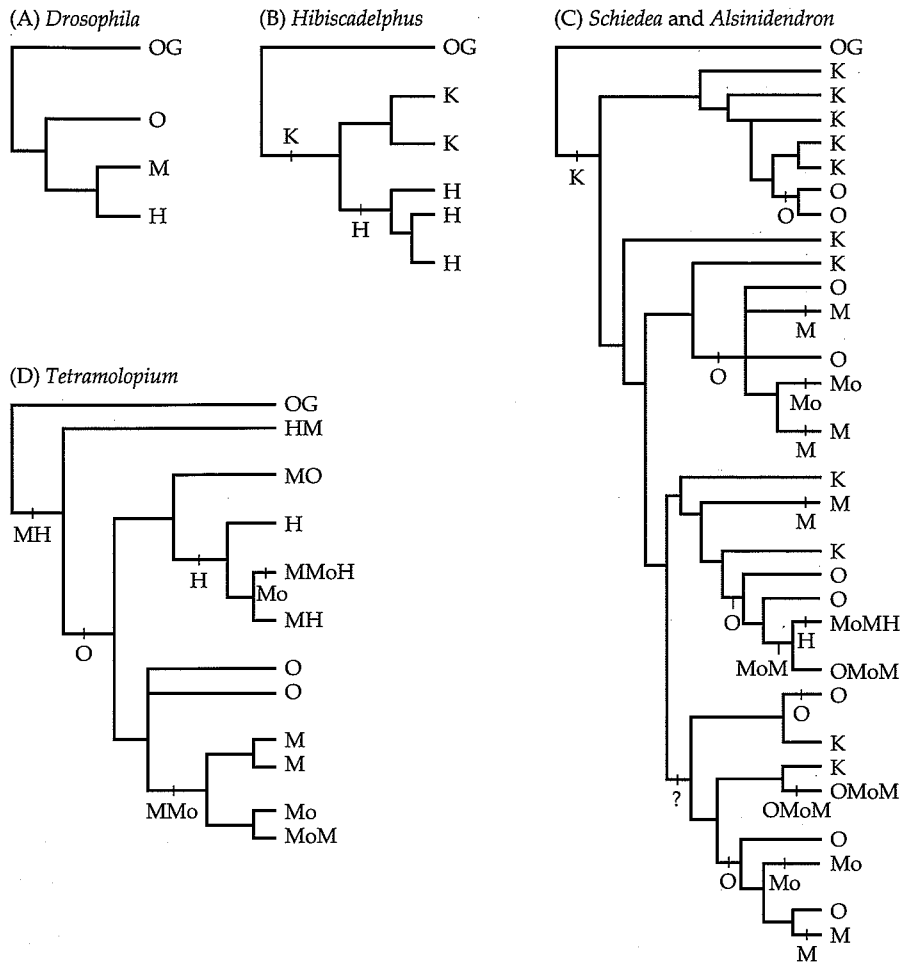 (A) Drosophila
OG
O
M
H
(B) Hibiscadelphus
OG
K
K
K
H
H
H
H
(C) Schiedea and Alsinidendron
OG
K
K
K
K
K
K
O
O
O
K
K
O
M
M
O
O
Mo
Mo
M
M
K
M
M
K
O
O
O
MoMH
H
MoM
OMoM
O
O
K
K
?
OMoM
OMoM
O
O
Mo
Mo
O
M
M
(D) Tetramolopium
OG
HM
MO
MH
H
H
MMoH
Mo
MH
O
O
O
M
M
MMo
Mo
MoM